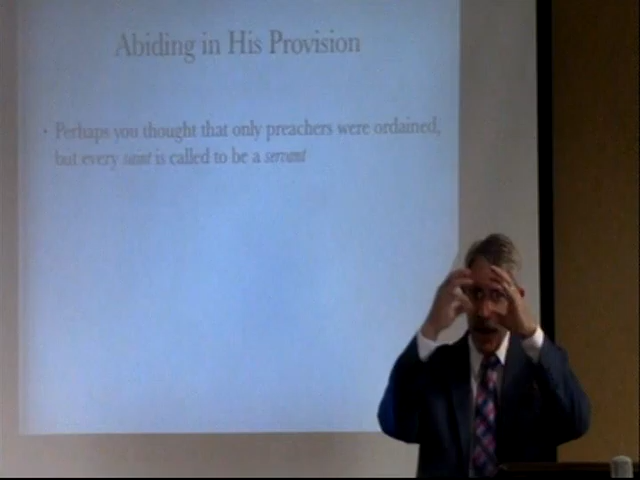 Abiding in His Provision
· Perhaps you thought that only preachers were ordained,
but every saint is called to be a servant